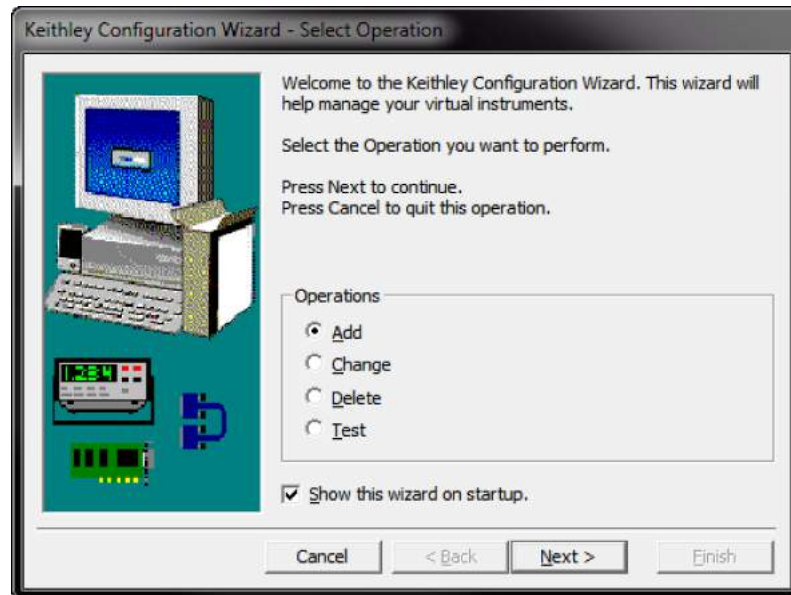 Keithley Configuration Wizard - Select Operation
Welcome to the Keithley Configuration Wizard. This wizard will
help manage your virtual instruments.
Select the Operation you want to perform.
Press Next to continue.
Press Cancel to quit this operation.
Operations
Add
Change
Delete
Test
Show this wizard on startup.
1.284
Cancel
< Back
Next >
Finish